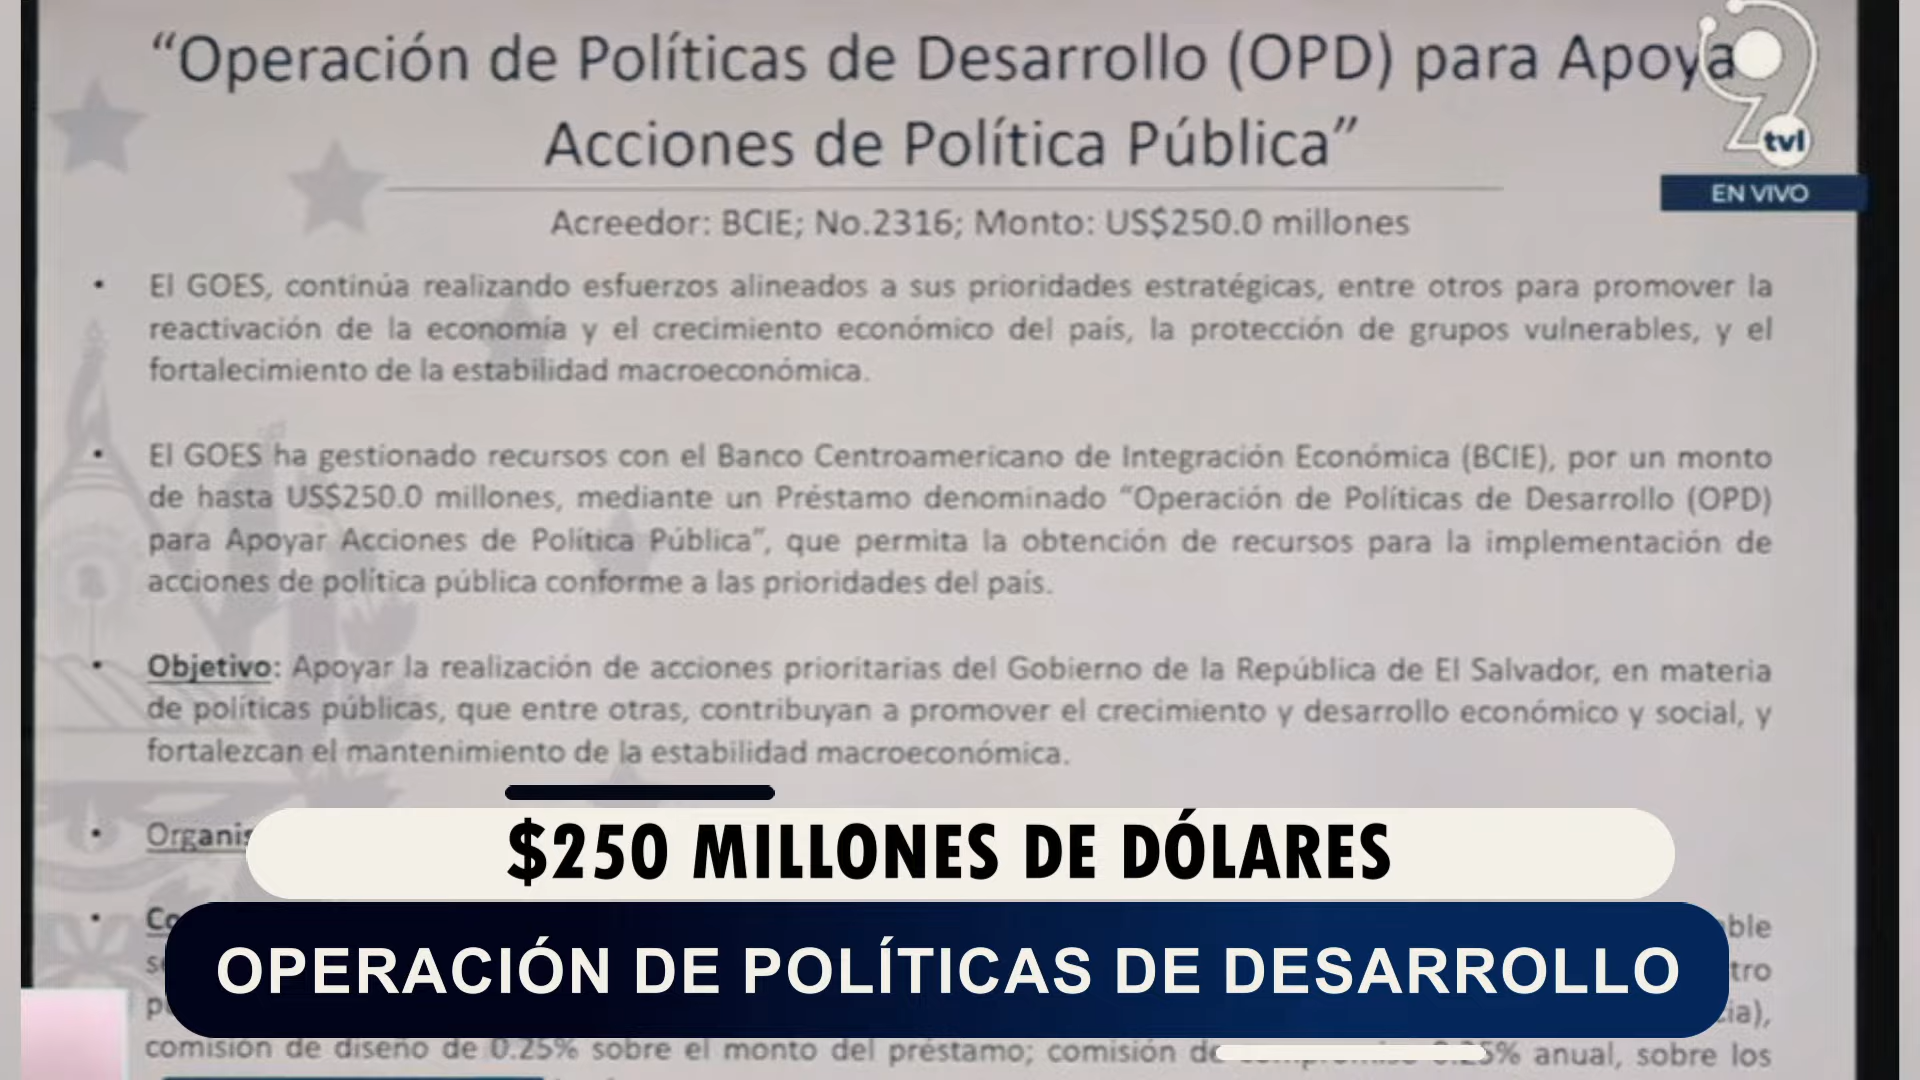 “Operación de Políticas de Desarrollo (OPD) para Apoya
Acciones de Política Pública”
tvl
EN VIVO
Acreedor: BCIE; No.2316; Monto: US$250.0 millones
• El GOES, continúa realizando esfuerzos alineados a sus prioridades estratégicas, entre otros para promover la
reactivación de la economía y el crecimiento económico del país, la protección de grupos vulnerables, y el
fortalecimiento de la estabilidad macroeconómica.
• El GOES ha gestionado recursos con el Banco Centroamericano de Integración Económica (BCIE), por un monto
de hasta US$250.0 millones, mediante un Préstamo denominado “Operación de Políticas de Desarrollo (OPD)
para Apoyar Acciones de Política Pública”, que permita la obtención de recursos para la implementación de
acciones de política pública conforme a las prioridades del país.
• Objetivo: Apoyar la realización de acciones prioritarias del Gobierno de la República de El Salvador, en materia
de políticas públicas, que entre otras, contribuyan a promover el crecimiento y desarrollo económico y social, y
fortalezcan el mantenimiento de la estabilidad macroeconómica.
$250 MILLONES DE DÓLARES
OPERACIÓN DE POLÍTICAS DE DESARROLLO
comisión de diseño de 0.25% sobre el monto del préstamo; comisión anual, sobre los